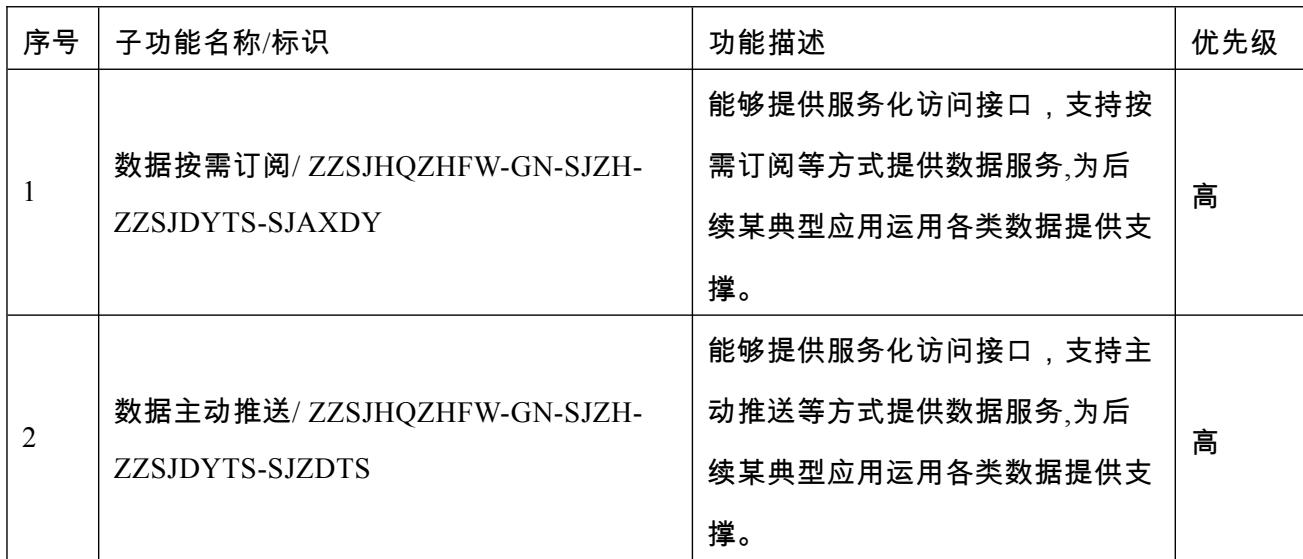 序号 子功能名称/标识 功能描述 优先级
1
数据按需订阅/ ZZSJHQZHFW-GN-SJZH-
ZZSJDYTS-SJAXDY
能够提供服务化访问接口，支持按
需订阅等方式提供数据服务,为后
续某典型应用运用各类数据提供支
撑。
高
2
数据主动推送/ ZZSJHQZHFW-GN-SJZH-
ZZSJDYTS-SJZDTS
能够提供服务化访问接口，支持主
动推送等方式提供数据服务,为后
续某典型应用运用各类数据提供支
撑。
高